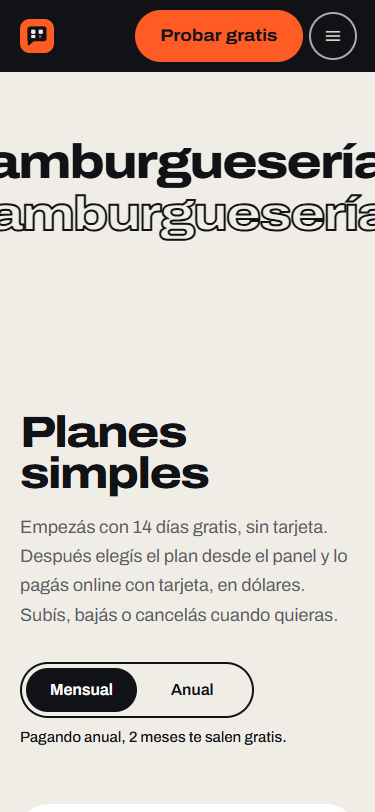 Probar gratis
amburguesería
amburguesería
Planes
simples
Empezás con 14 días gratis, sin tarjeta.
Después elegís el plan desde el panel y lo
pagás online con tarjeta, en dólares.
Subís, bajás o cancelás cuando quieras.
Mensual
Anual
Pagando anual, 2 meses te salen gratis.